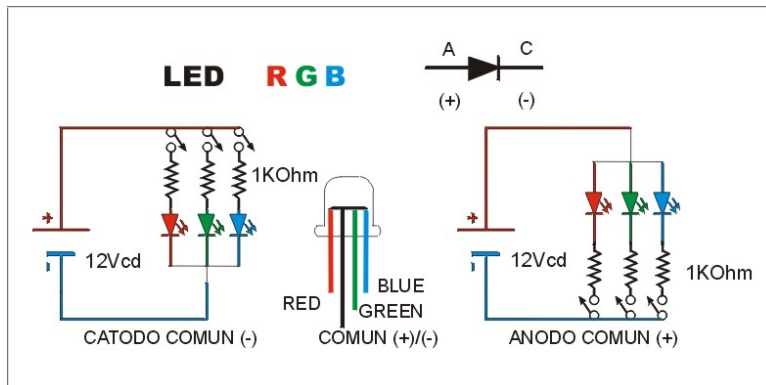 LED RGB
A C
(+) (-)
1KOhm
+
12Vcd
CATODO COMUN (-)
RED
BLUE
GREEN
COMUN (+)/(-)
+
12Vcd
1KOhm
ANODO COMUN (+)